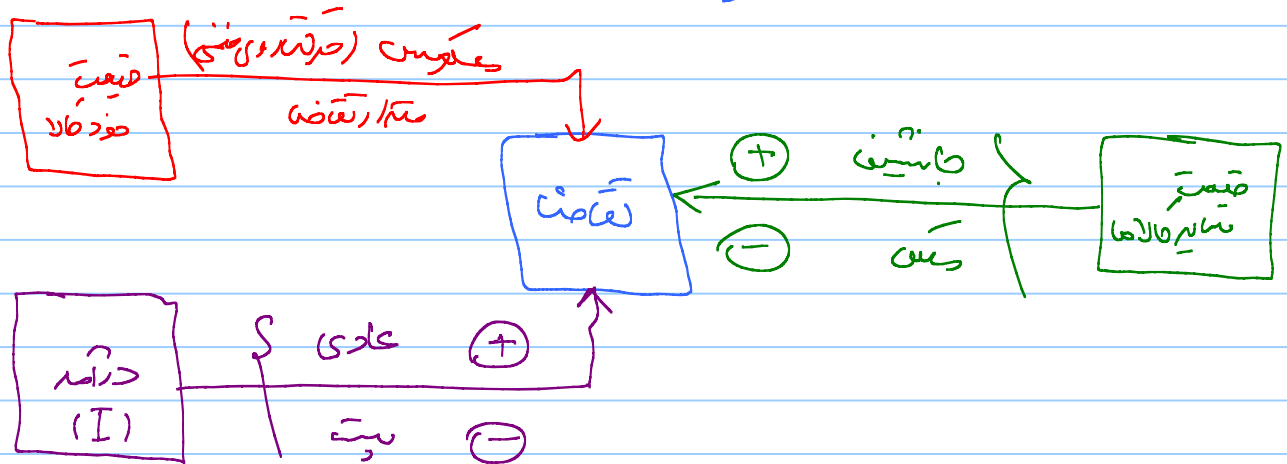 قیمت
خود کالا
معکوس (حرکت روی منحنی)
مقدار تقاضا
تقاضا
+ جانشین
- مکمل
قیمت
سایر کالاها
درآمد
(I)
عادی +
پست -